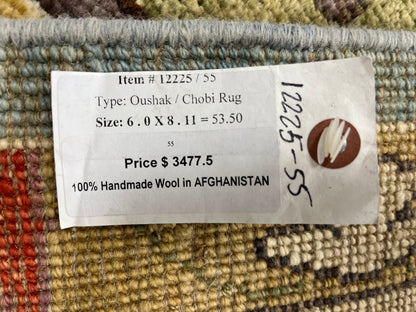 Item # 12225 / 55
Type: Oushak / Chobi Rug
Size: 6 . 0 X 8 . 11 = 53.50
55
Price $ 3477.5
100% Handmade Wool in AFGHANISTAN
12225-55